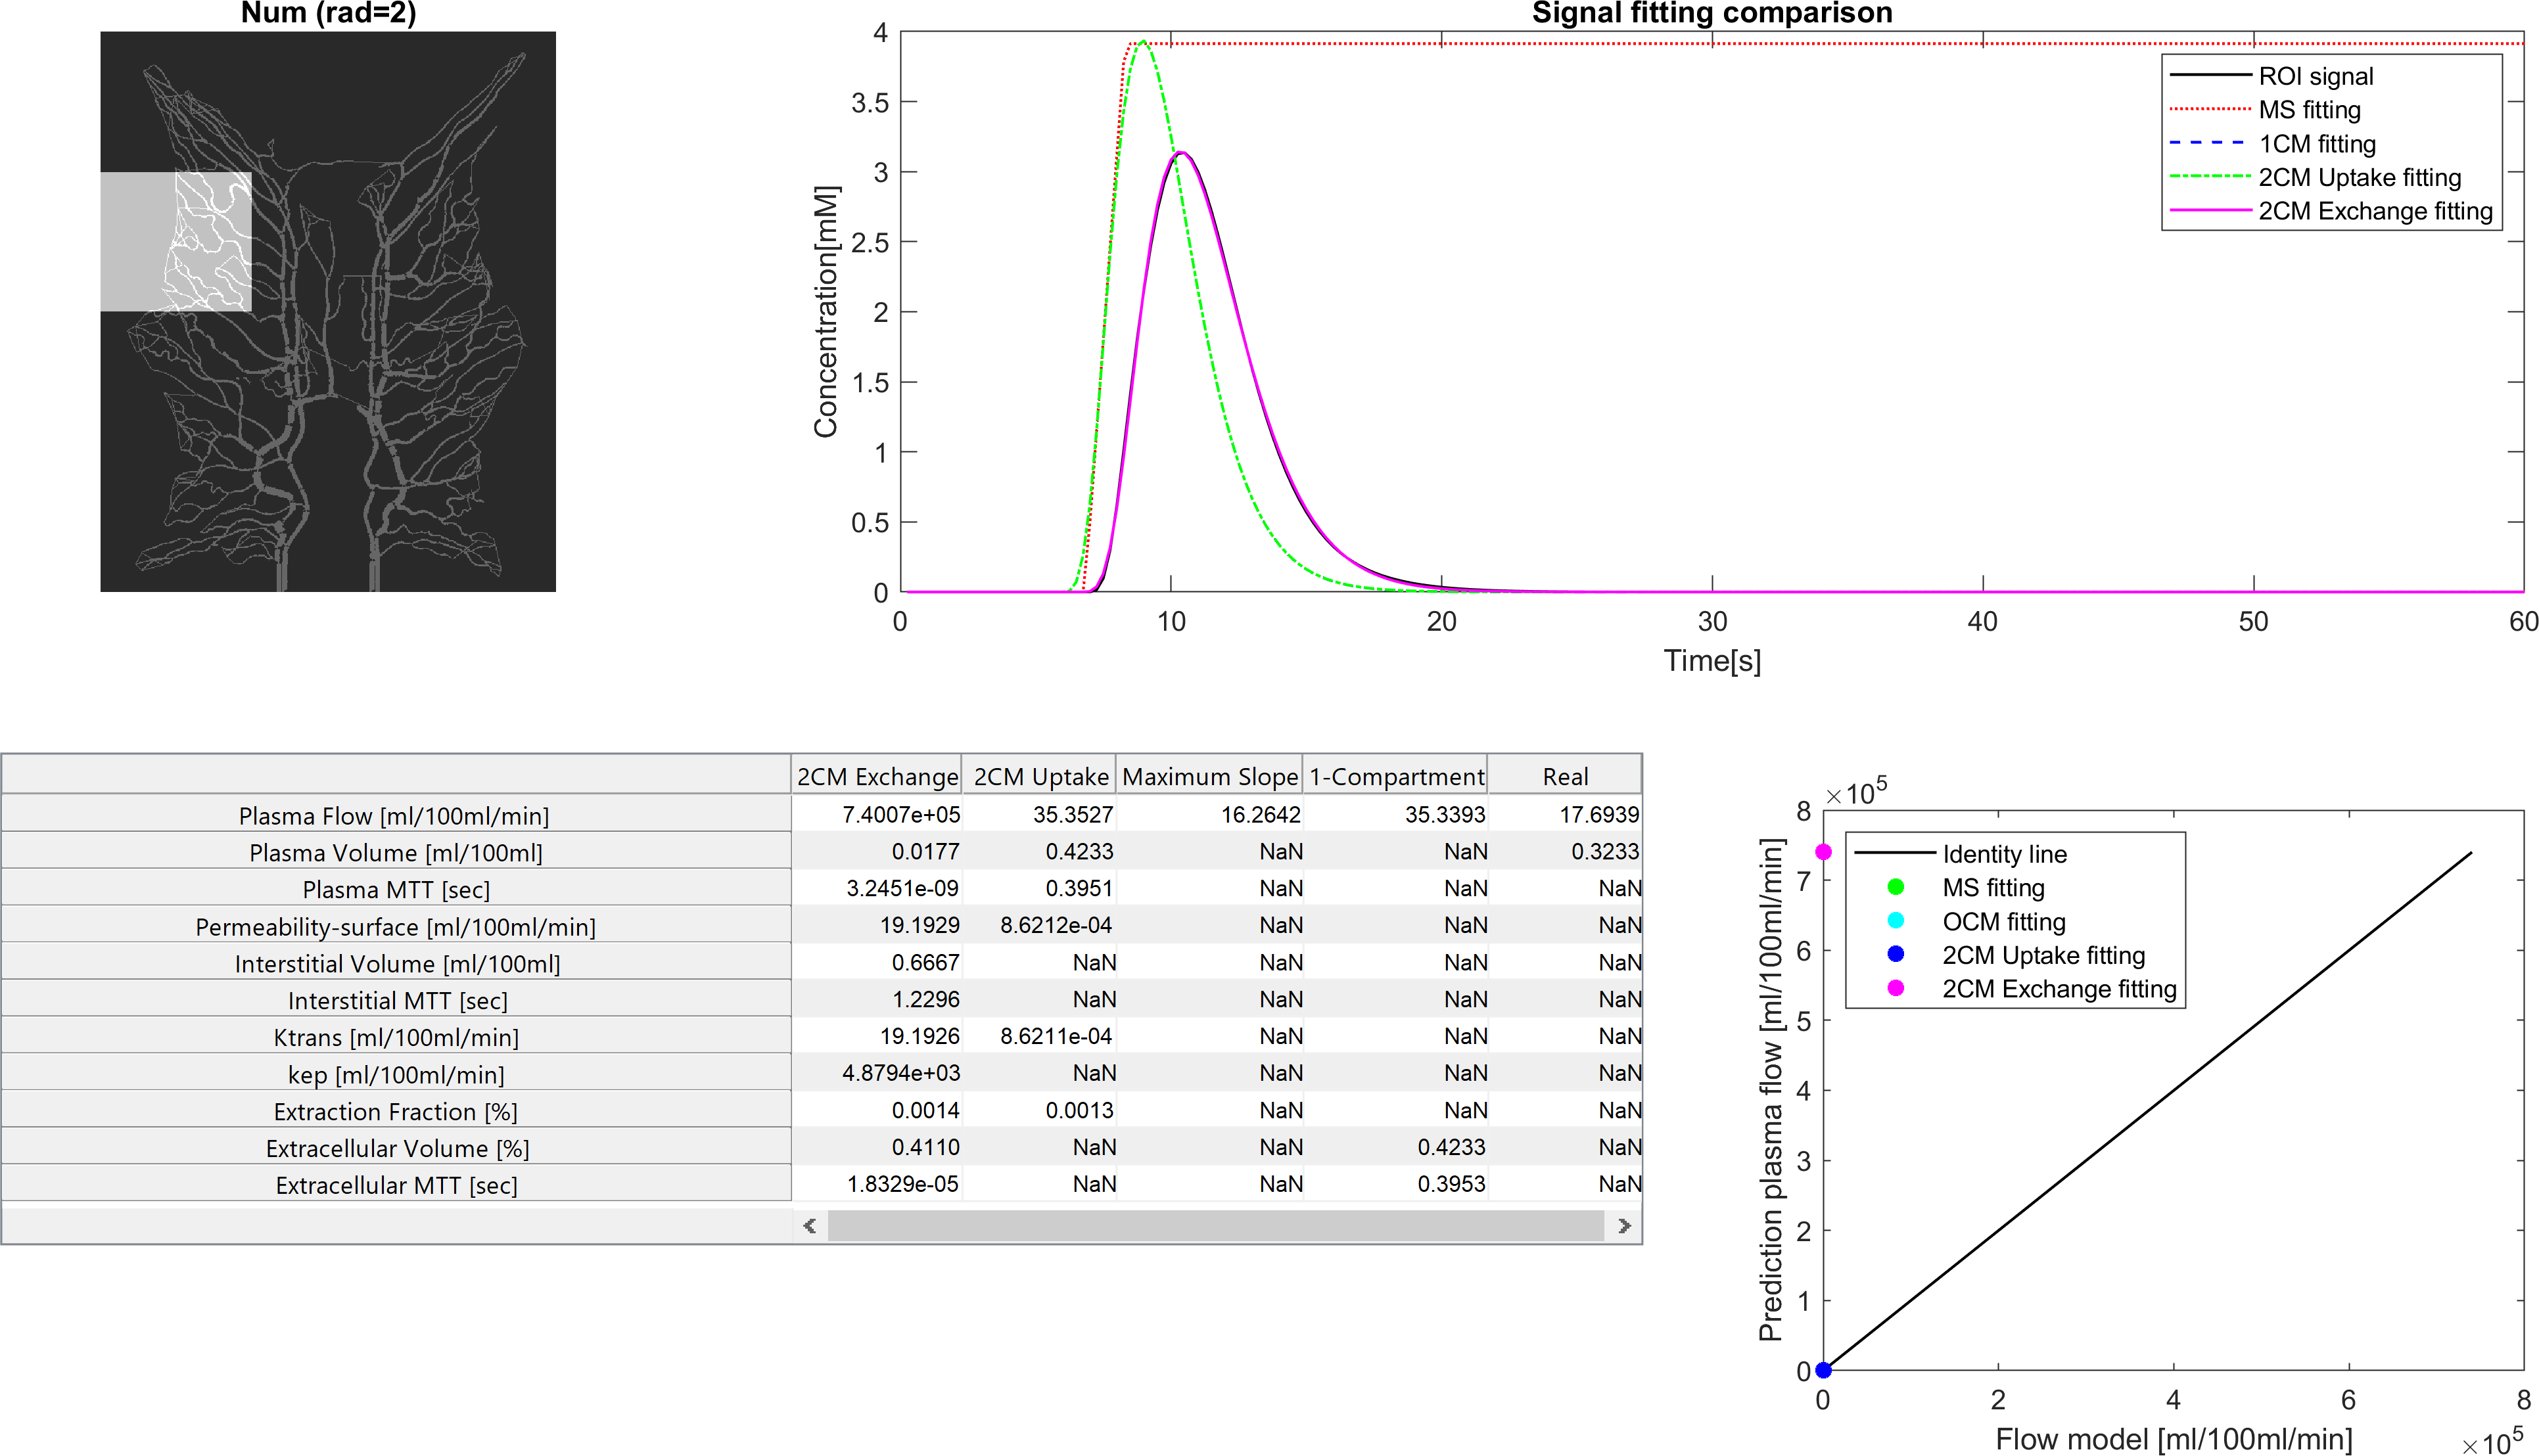 Num (rad=2)
Signal fitting comparison
4
3.5
3
2.5
2
1.5
1
0.5
0
Concentration[mM]
0 10 20 30 40 50 60
Time[s]
ROI signal
MS fitting
1CM fitting
2CM Uptake fitting
2CM Exchange fitting
2CM Exchange 2CM Uptake Maximum Slope 1-Compartment Real
Plasma Flow [ml/100ml/min] 7.4007e+05 35.3527 16.2642 35.3393 17.6939
Plasma Volume [ml/100ml] 0.0177 0.4233 NaN NaN 0.3233
Plasma MTT [sec] 3.2451e-09 0.3951 NaN NaN NaN
Permeability-surface [ml/100ml/min] 19.1929 8.6212e-04 NaN NaN NaN
Interstitial Volume [ml/100ml] 0.6667 NaN NaN NaN NaN
Interstitial MTT [sec] 1.2296 NaN NaN NaN NaN
Ktrans [ml/100ml/min] 19.1926 8.6211e-04 NaN NaN NaN
kep [ml/100ml/min] 4.8794e+03 NaN NaN NaN NaN
Extraction Fraction [%] 0.0014 0.0013 NaN NaN NaN
Extracellular Volume [%] 0.4110 NaN NaN 0.4233 NaN
Extracellular MTT [sec] 1.8329e-05 NaN NaN 0.3953 NaN
×10⁵
8
7
6
5
4
3
2
1
0
Prediction plasma flow [ml/100ml/min]
Identity line
MS fitting
OCM fitting
2CM Uptake fitting
2CM Exchange fitting
0 2 4 6 8
Flow model [ml/100ml/min]
×10⁵